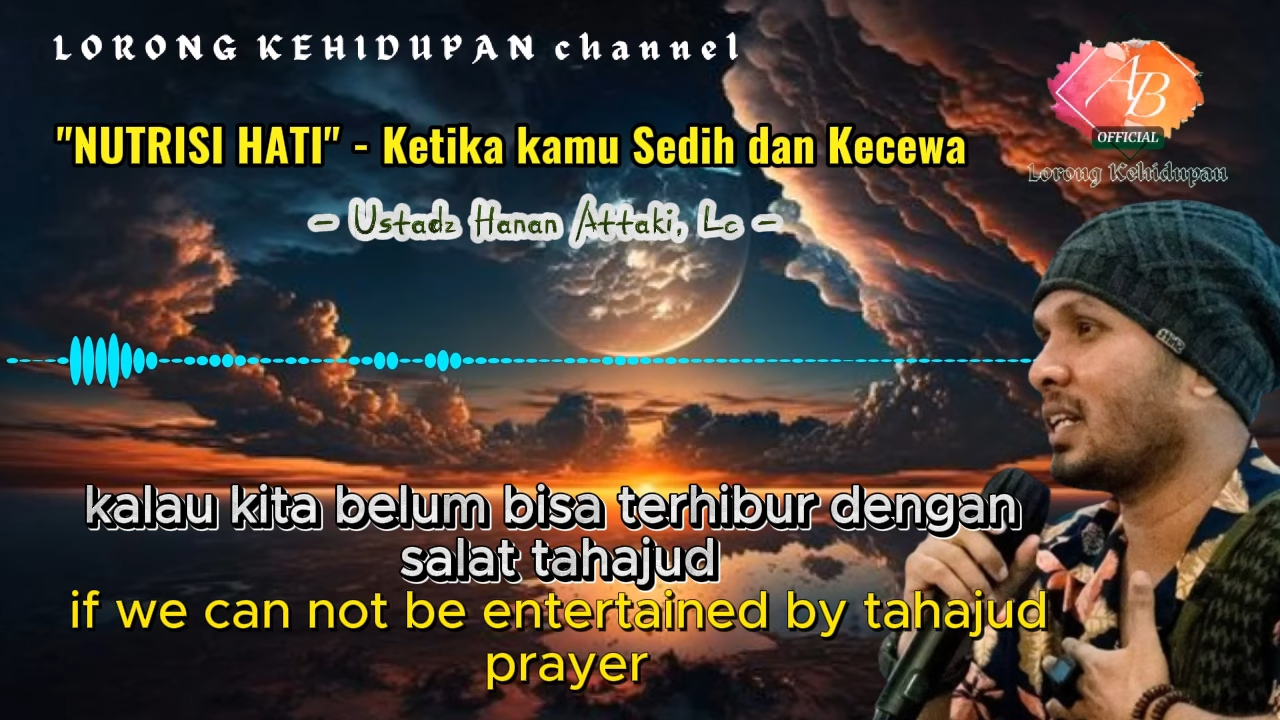 LORONG KEHIDUPAN channel
AB
OFFICIAL
Lorong Kehidupan
"NUTRISI HATI" - Ketika kamu Sedih dan Kecewa
- Ustadz Hanan Attaki, Lc -
kalau kita belum bisa terhibur dengan
salat tahajud
if we can not be entertained by tahajud
prayer